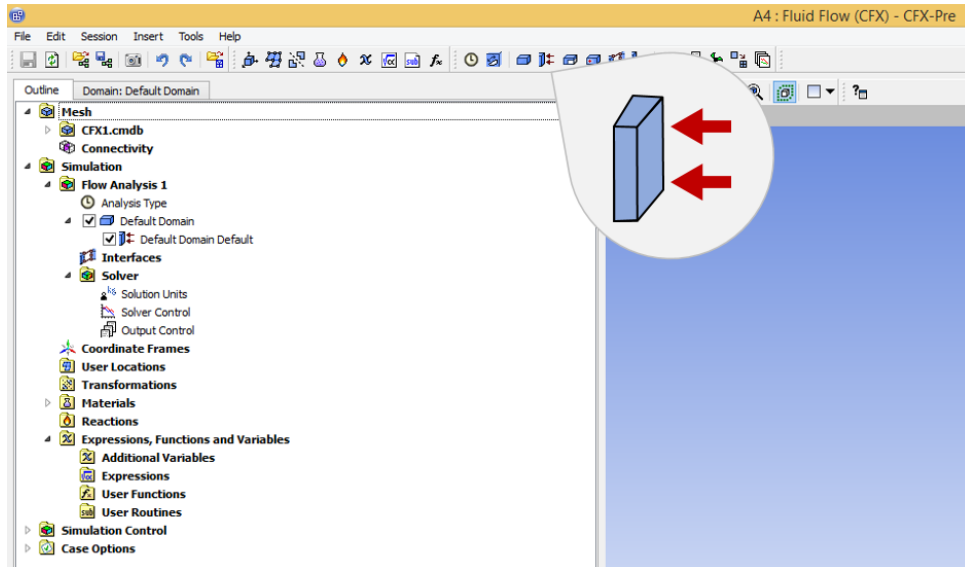 A4 : Fluid Flow (CFX) - CFX-Pre
File Edit Session Insert Tools Help
Outline Domain: Default Domain
Mesh
CFX1.cmdb
Connectivity
Simulation
Flow Analysis 1
Analysis Type
Default Domain
Default Domain Default
Interfaces
Solver
Solution Units
Solver Control
Output Control
Coordinate Frames
User Locations
Transformations
Materials
Reactions
Expressions, Functions and Variables
Additional Variables
Expressions
User Functions
User Routines
Simulation Control
Case Options